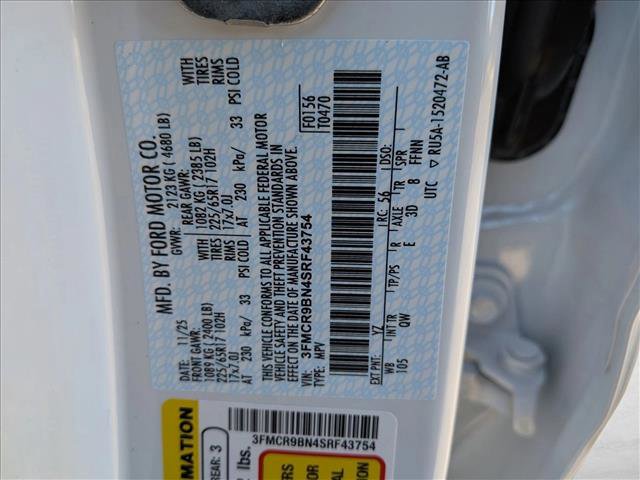 MFD. BY FORD MOTOR CO.
DATE: 11/25 GVWR: 2123 KG ( 4680 LB)
FRONT GAWR: REAR GAWR:
1089 KG ( 2400 LB) 1082 KG ( 2385 LB) WITH
225/65R17 102H 225/65R17 102H TIRES
17x7.0J 17x7.0J RIMS
AT 230 kPa/ 33 PSI COLD AT 230 kPa/ 33 PSI COLD
WITH
TIRES
RIMS
THIS VEHICLE CONFORMS TO ALL APPLICABLE FEDERAL MOTOR
VEHICLE SAFETY AND THEFT PREVENTION STANDARDS IN
EFFECT ON THE DATE OF MANUFACTURE SHOWN ABOVE.
VIN: 3FMCR9BN4SRF43754
TYPE: MPV
F0156
T0470
EXT PNT: YZ RC: 56 DSO:
WB INT TR TP/PS R AXLE TR SPR
105 QW E 3D 8 FFNN
UTC ▽ RU5A-1520472-AB
3FMCR9BN4SRF43754
MATION
REAR: 3
lbs.